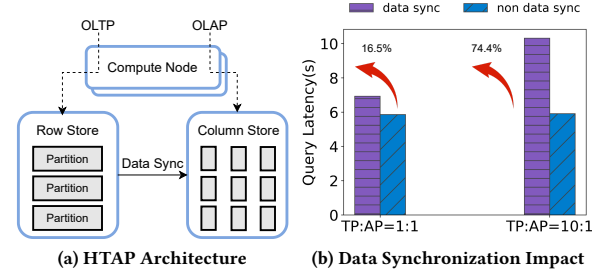 OLTP
OLAP
Compute Node
Row Store
Column Store
Partition
Partition
Partition
Data Sync
(a) HTAP Architecture
data sync
non data sync
Query Latency(s)
10
8
6
4
2
0
16.5%
74.4%
TP:AP=1:1
TP:AP=10:1
(b) Data Synchronization Impact